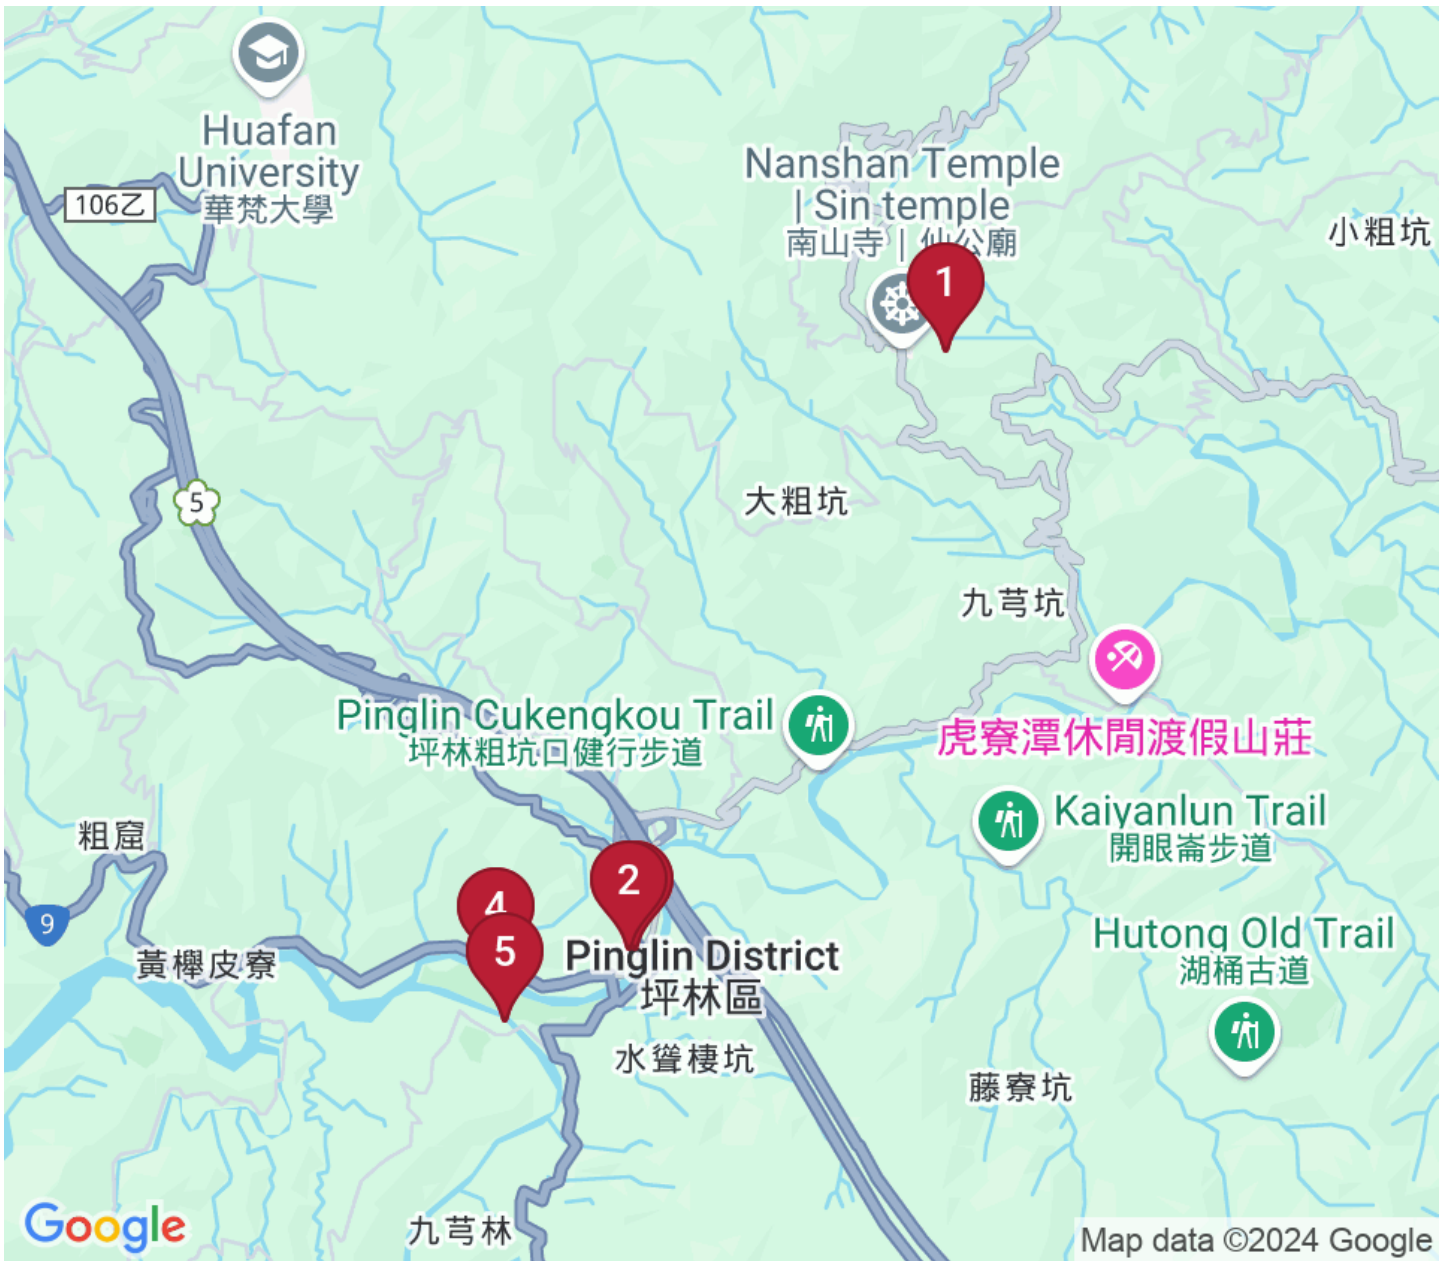 Huafan
University
華梵大學
106乙
Nanshan Temple
| Sin temple
南山寺 | 仙公廟
1
小粗坑
5
大粗坑
九芎坑
Pinglin Cukengkou Trail
坪林粗坑口健行步道
虎寮潭休閒渡假山莊
Kaiyanlun Trail
開眼崙步道
粗窟
2
4
9
5
Hutong Old Trail
湖桶古道
黃櫸皮寮
Pinglin District
坪林區
水聳棲坑
藤寮坑
九芎林
Google
Map data ©2024 Google